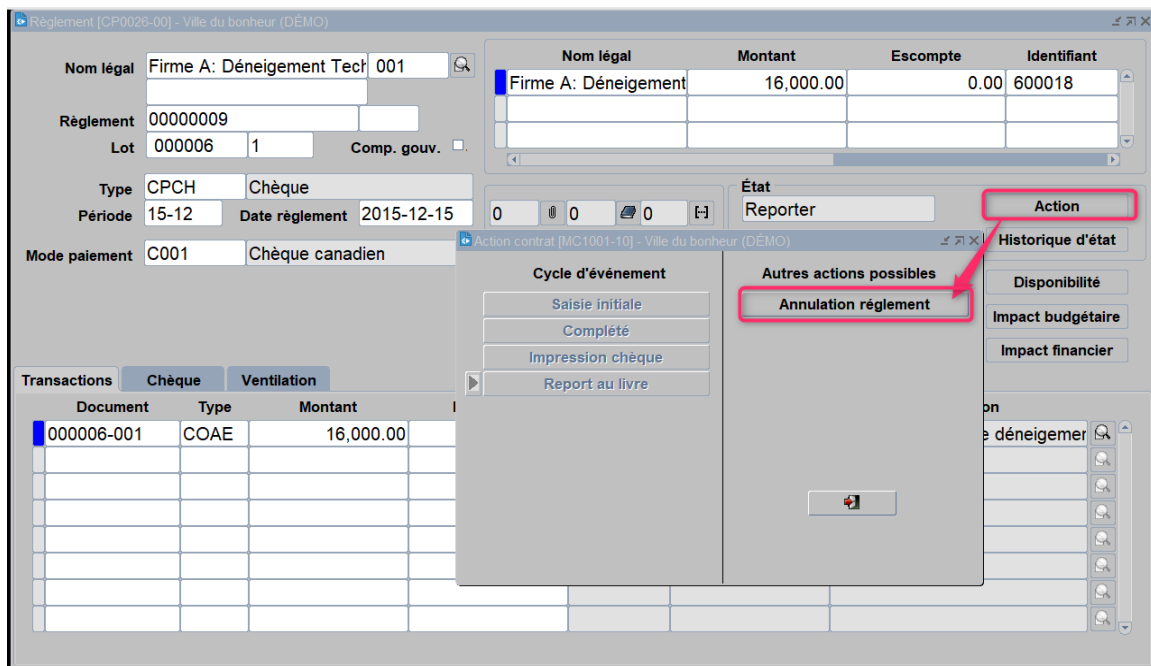 Règlement [CP0026-00] - Ville du bonheur (DÉMO)
Nom légal Firme A: Déneigement Tech 001
Règlement 00000009
Lot 000006 1 Comp. gouv.
Type CPCH Chèque
Période 15-12 Date règlement 2015-12-15
Mode paiement C001 Chèque canadien
Nom légal Montant Escompte Identifiant
Firme A: Déneigement 16,000.00 0.00 600018
0 0 0
État
Reporter
Action
Historique d'état
Disponibilité
Impact budgétaire
Impact financier
Action contrat [MC1001-10] - Ville du bonheur (DÉMO)
Cycle d'événement
Saisie initiale
Complété
Impression chèque
Report au livre
Autres actions possibles
Annulation réglement
Transactions Chèque Ventilation
Document Type Montant on
000006-001 COAE 16,000.00 déneigemer